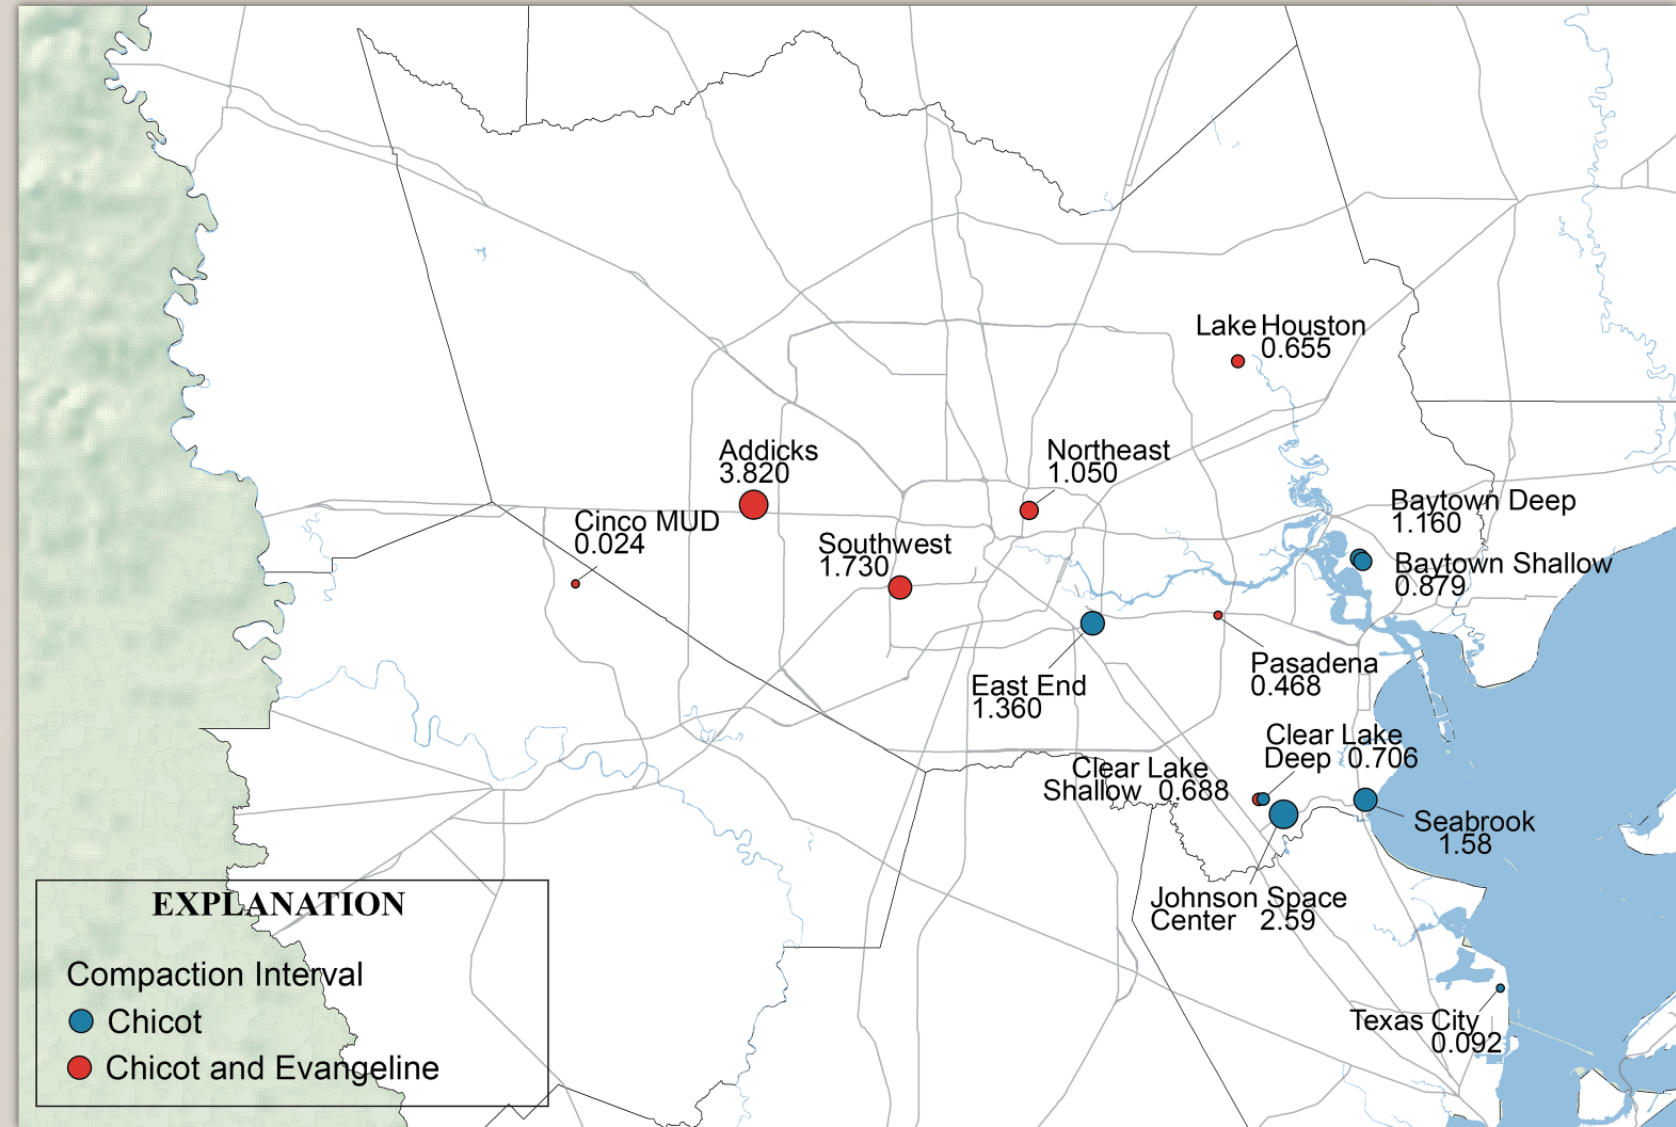 Lake Houston
0.655
Addicks
3.820
Northeast
1.050
Baytown Deep
1.160
Cinco MUD
0.024
Southwest
1.730
Baytown Shallow
0.879
Pasadena
0.468
East End
1.360
Clear Lake
Deep 0.706
Clear Lake
Shallow 0.688
Seabrook
1.58
Johnson Space
Center 2.59
Texas City
0.092
EXPLANATION
Compaction Interval
Chicot
Chicot and Evangeline